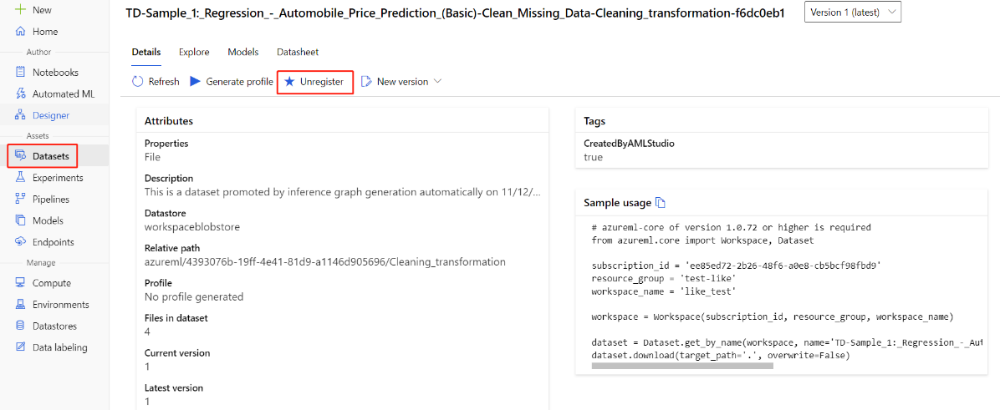 New
Home
Author
Notebooks
Automated ML
Designer
Assets
Datasets
Experiments
Pipelines
Models
Endpoints
Manage
Compute
Environments
Datastores
Data labeling
TD-Sample_1:_Regression_-_Automobile_Price_Prediction_(Basic)-Clean_Missing_Data-Cleaning_transformation-f6dc0eb1
Version 1 (latest)
Details Explore Models Datasheet
Refresh Generate profile Unregister New version
Attributes
Properties
File
Description
This is a dataset promoted by inference graph generation automatically on 11/12/...
Datastore
workspaceblobstore
Relative path
azureml/4393076b-19ff-4e41-81d9-a1146d905696/Cleaning_transformation
Profile
No profile generated
Files in dataset
4
Current version
1
Latest version
1
Tags
CreatedByAMLStudio
true
Sample usage
# azureml-core of version 1.0.72 or higher is required
from azureml.core import Workspace, Dataset
subscription_id = 'ee85ed72-2b26-48f6-a0e8-cb5bcf98fbd9'
resource_group = 'test-like'
workspace_name = 'like_test'
workspace = Workspace(subscription_id, resource_group, workspace_name)
dataset = Dataset.get_by_name(workspace, name='TD-Sample_1:_Regression_-_Aut
dataset.download(target_path='.', overwrite=False)